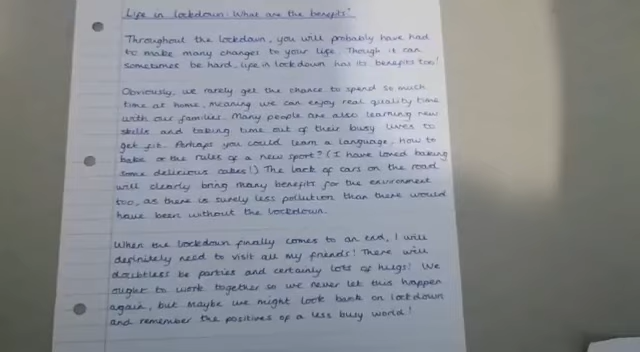 Life in lockdown: What are the benefits?
Throughout the lockdown, you will probably have had
to make many changes to your life. Though it can
sometimes be hard, life in lockdown has its benefits too!
Obviously, we rarely get the chance to spend so much
time at home, meaning we can enjoy real quality time
with our families. Many people are also learning new
skills and taking time out of their busy lives to
get fit. Perhaps you could learn a language, how to
bake or the rules of a new sport? (I have loved baking
some delicious cakes!) The lack of cars on the road
will clearly bring many benefits for the environment
too, as there is surely less pollution than there would
have been without the lockdown.
When the lockdown finally comes to an end, I will
definitely need to visit all my friends! There will
doubtless be parties and certainly lots of hugs! We
ought to work together so we never let this happen
again, but maybe we might look back on lockdown
and remember the positives of a less busy world!